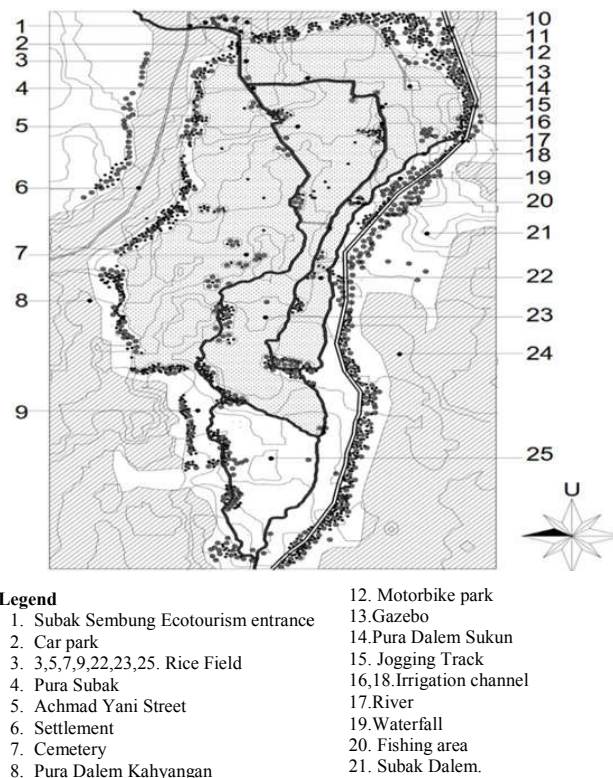 1
2
3
4
5
6
7
8
9
10
11
12
13
14
15
16
17
18
19
20
21
22
23
24
25
U
Legend
1. Subak Sembung Ecotourism entrance
2. Car park
3. 3,5,7,9,22,23,25. Rice Field
4. Pura Subak
5. Achmad Yani Street
6. Settlement
7. Cemetery
8. Pura Dalem Kahyangan
12. Motorbike park
13.Gazebo
14.Pura Dalem Sukun
15. Jogging Track
16,18.Irrigation channel
17.River
19.Waterfall
20. Fishing area
21. Subak Dalem.